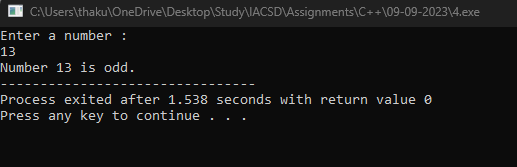 C:\Users\thaku\OneDrive\Desktop\Study\IACSD\Assignments\C++\09-09-2023\4.exe
Enter a number :
13
Number 13 is odd.
--------------------------------
Process exited after 1.538 seconds with return value 0
Press any key to continue . . .